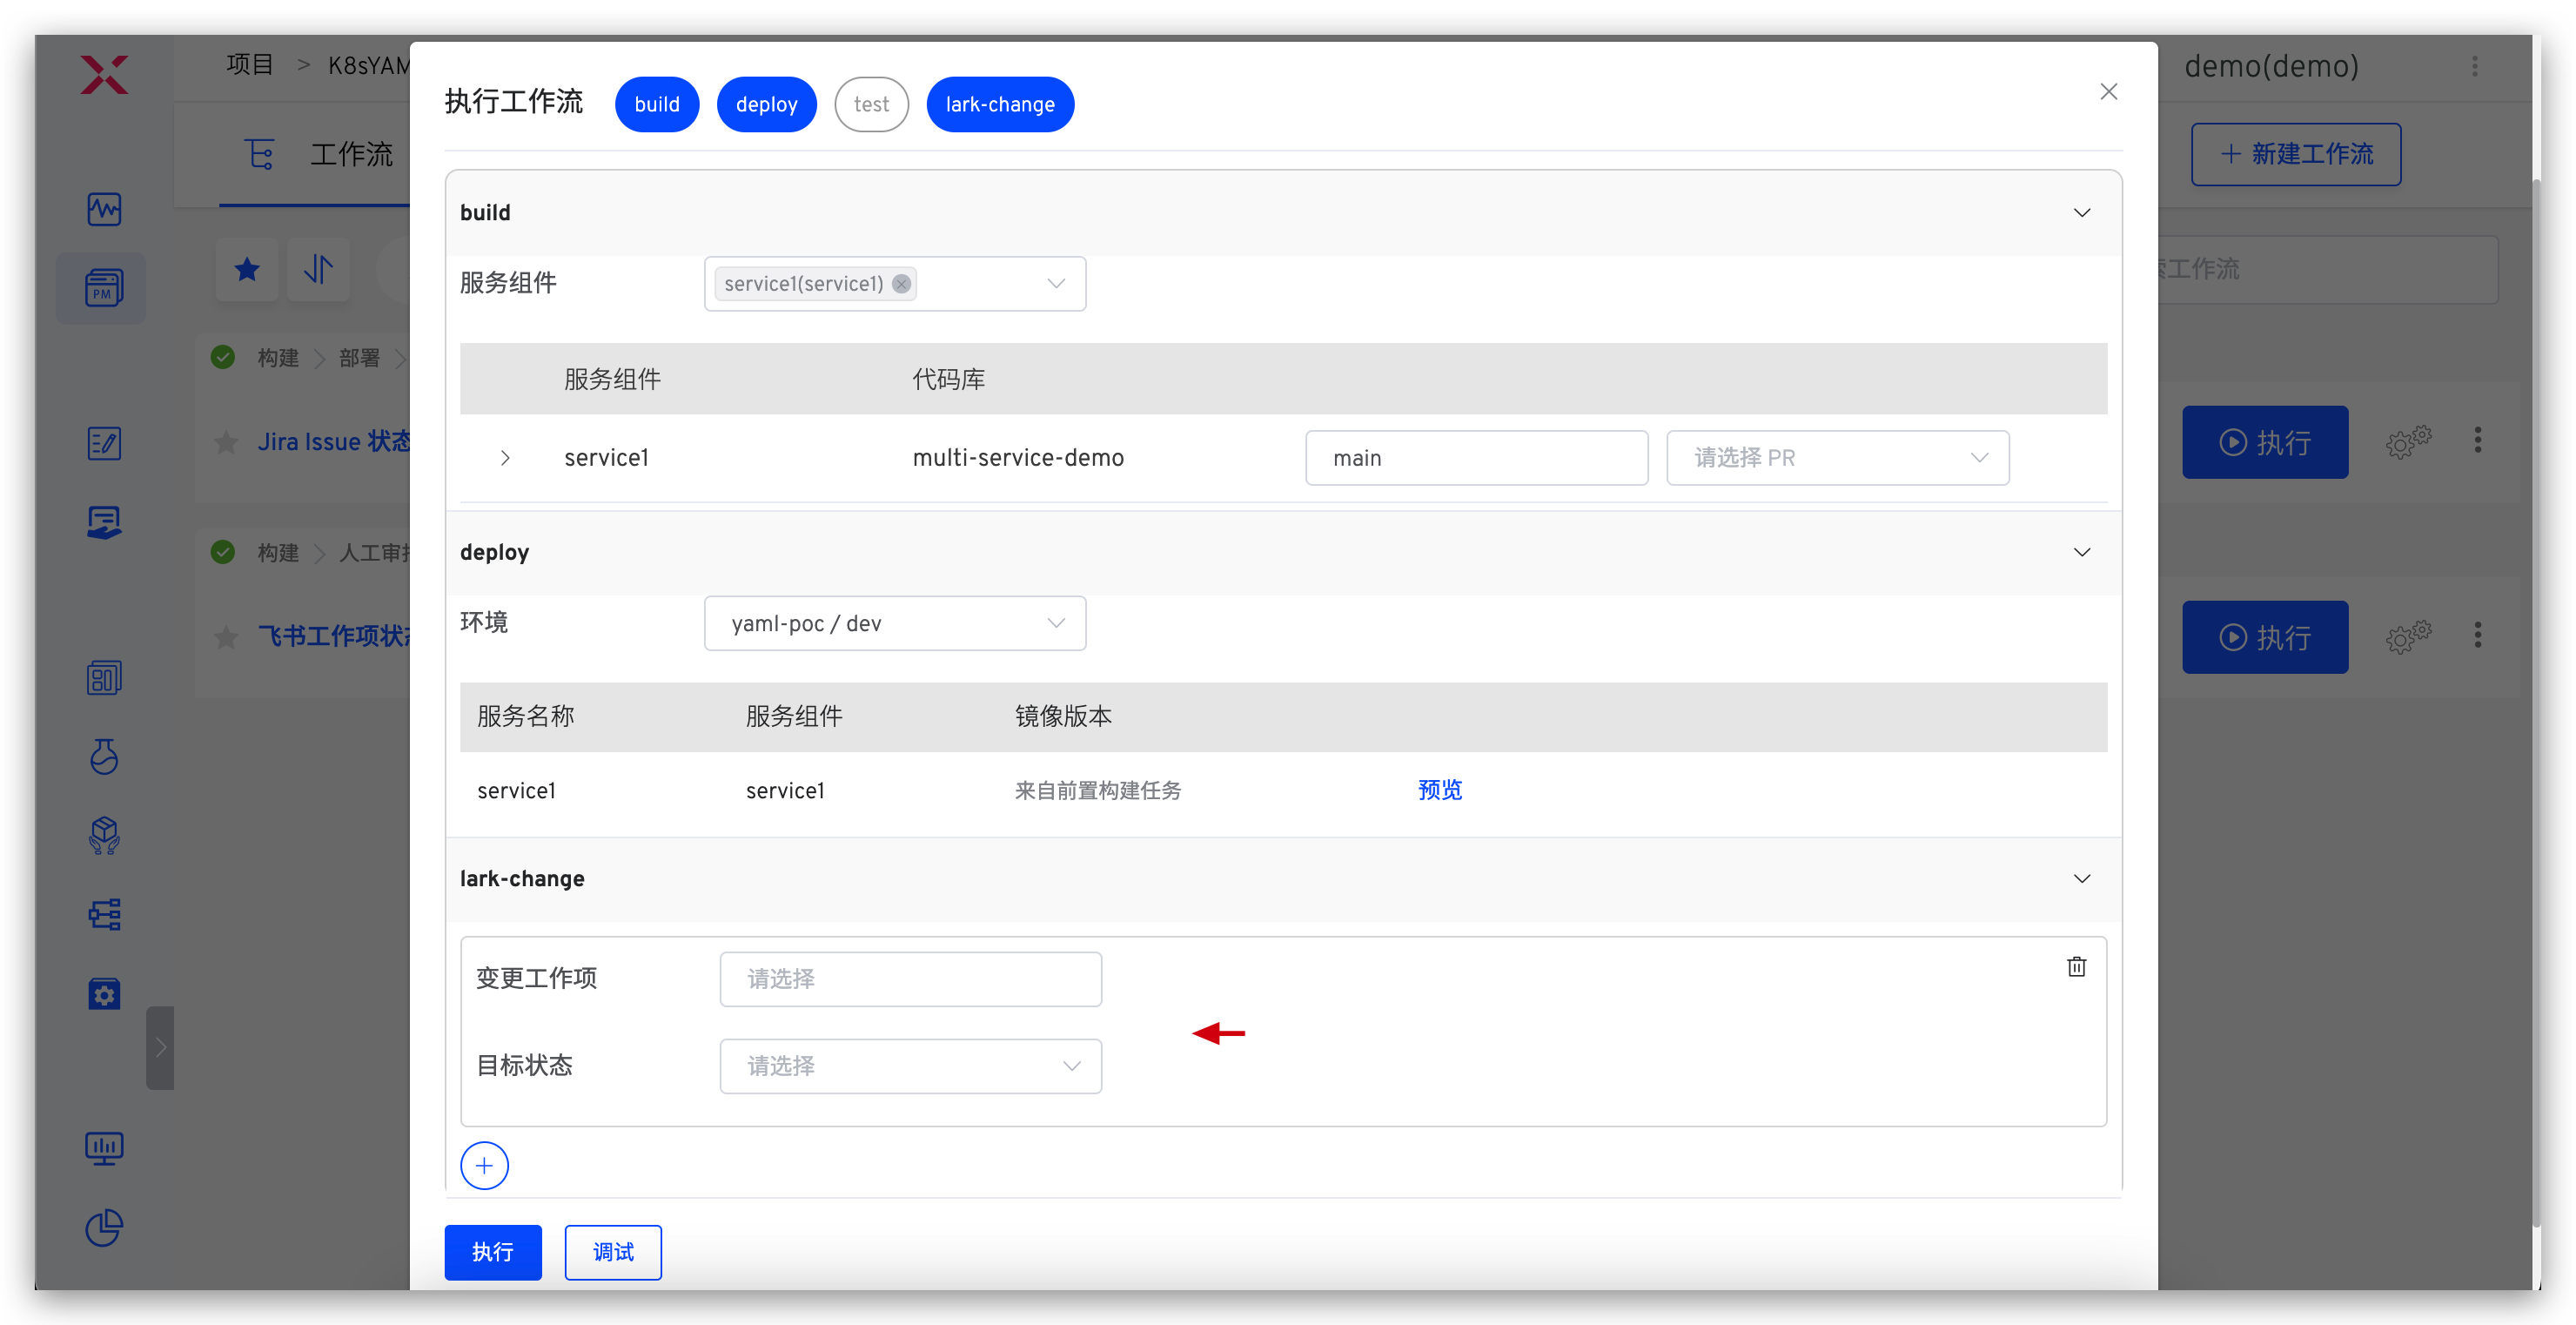 项目 > K8sYAM
demo(demo)
执行工作流 build deploy test lark-change
工作流
新建工作流
build
服务组件 service1(service1)
工作流
PM
构建 部署
服务组件 代码库
Jira Issue 状态
service1 multi-service-demo main 请选择 PR
执行
deploy
构建 人工审
环境 yaml-poc / dev
飞书工作项状
执行
服务名称 服务组件 镜像版本
service1 service1 来自前置构建任务 预览
lark-change
变更工作项 请选择
目标状态 请选择
执行 调试